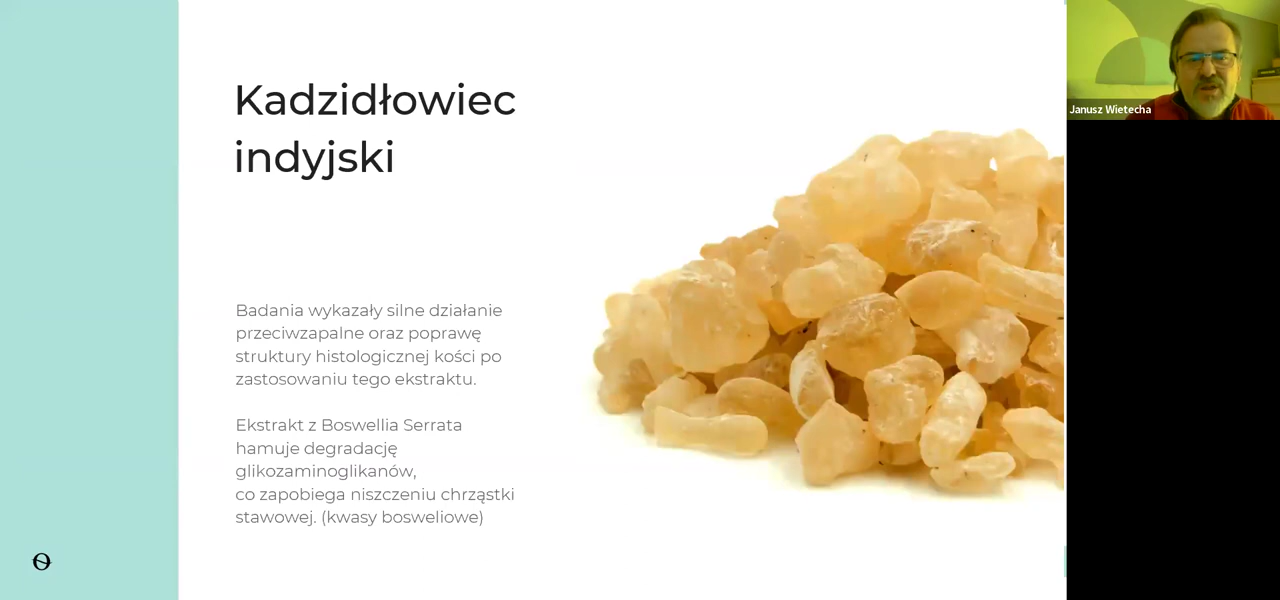 Kadzidłowiec
indyjski
Badania wykazały silne działanie
przeciwzapalne oraz poprawę
struktury histologicznej kości po
zastosowaniu tego ekstraktu.
Ekstrakt z Boswellia Serrata
hamuje degradację
glikozaminoglikanów,
co zapobiega niszczeniu chrząstki
stawowej. (kwasy bosweliowe)
Janusz Wietecha